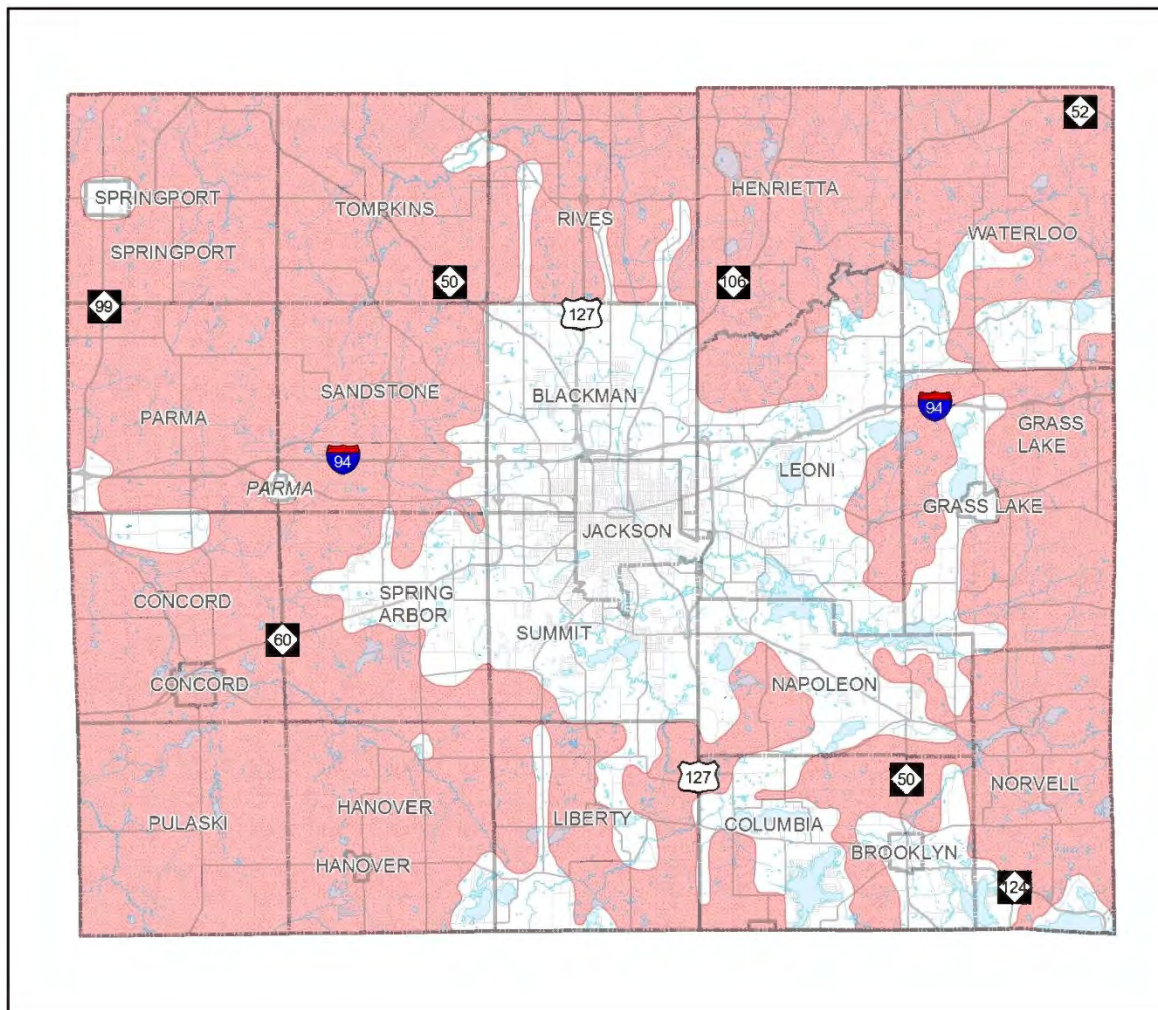 52
SPRINGPORT
TOMPKINS
RIVES
HENRIETTA
WATERLOO
SPRINGPORT
50
106
99
127
SANDSTONE
BLACKMAN
PARMA
94
GRASS
LAKE
94
PARMA
LEONI
GRASS LAKE
JACKSON
CONCORD
SPRING
ARBOR
SUMMIT
60
CONCORD
NAPOLEON
127
50
NORVELL
HANOVER
PULASKI
LIBERTY
COLUMBIA
HANOVER
BROOKLYN
124